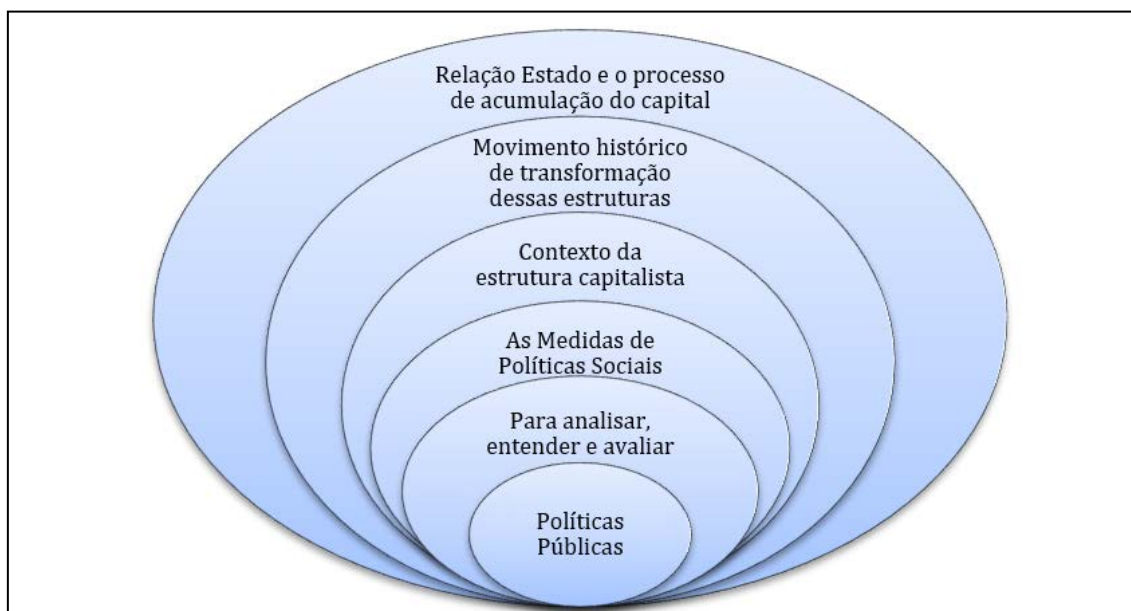 Relação Estado e o processo
de acumulação do capital
Movimento histórico
de transformação
dessas estruturas
Contexto da
estrutura capitalista
As Medidas de
Políticas Sociais
Para analisar,
entender e avaliar
Políticas
Públicas